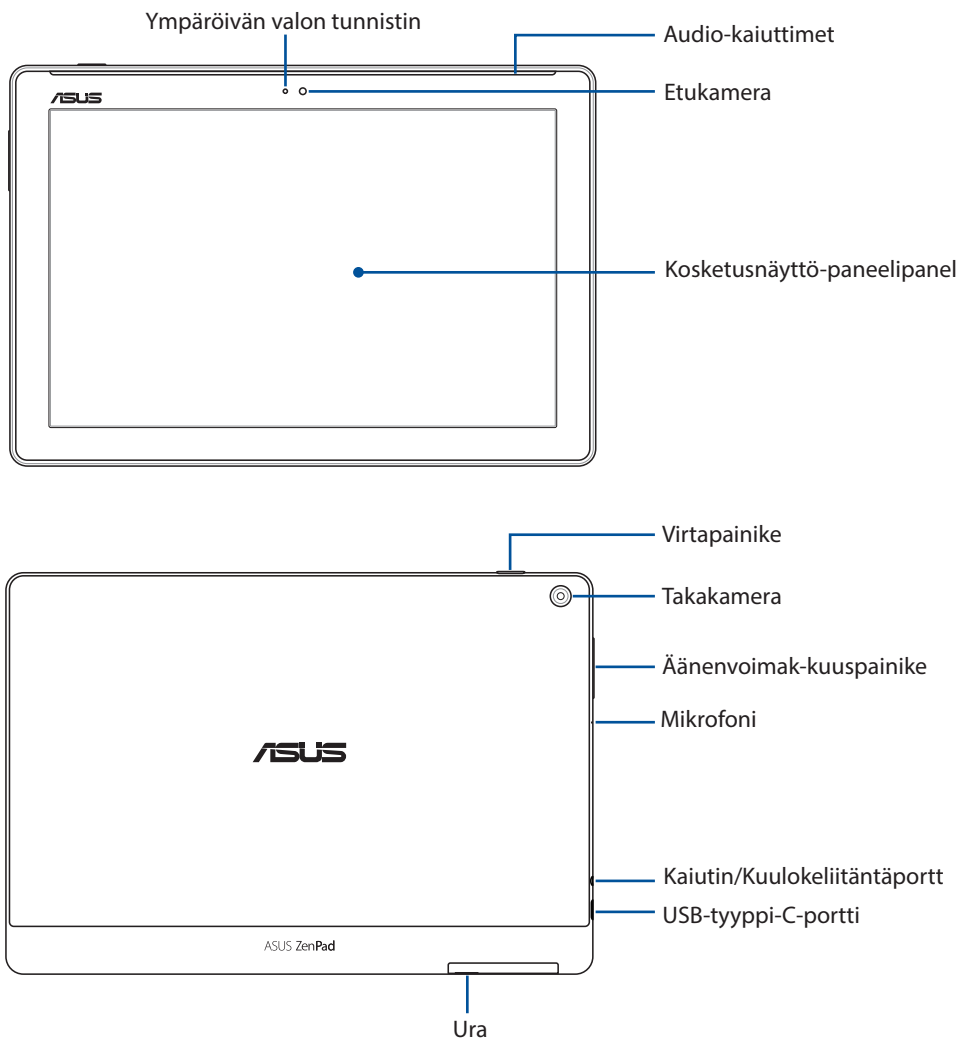 Ympäröivän valon tunnistin
Audio-kaiuttimet
Etukamera
ASUS
Kosketusnäyttö-paneelipanel
Virtapainike
Takakamera
Äänenvoimak-kuuspainike
Mikrofoni
ASUS
Kaiutin/Kuulokeliitäntäportt
USB-tyyppi-C-portti
ASUS ZenPad
Ura